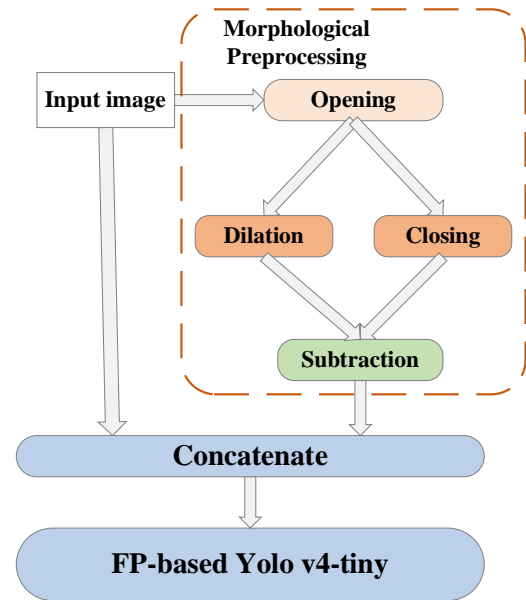 Morphological
Preprocessing
Input image
Opening
Dilation
Closing
Subtraction
Concatenate
FP-based Yolo v4-tiny